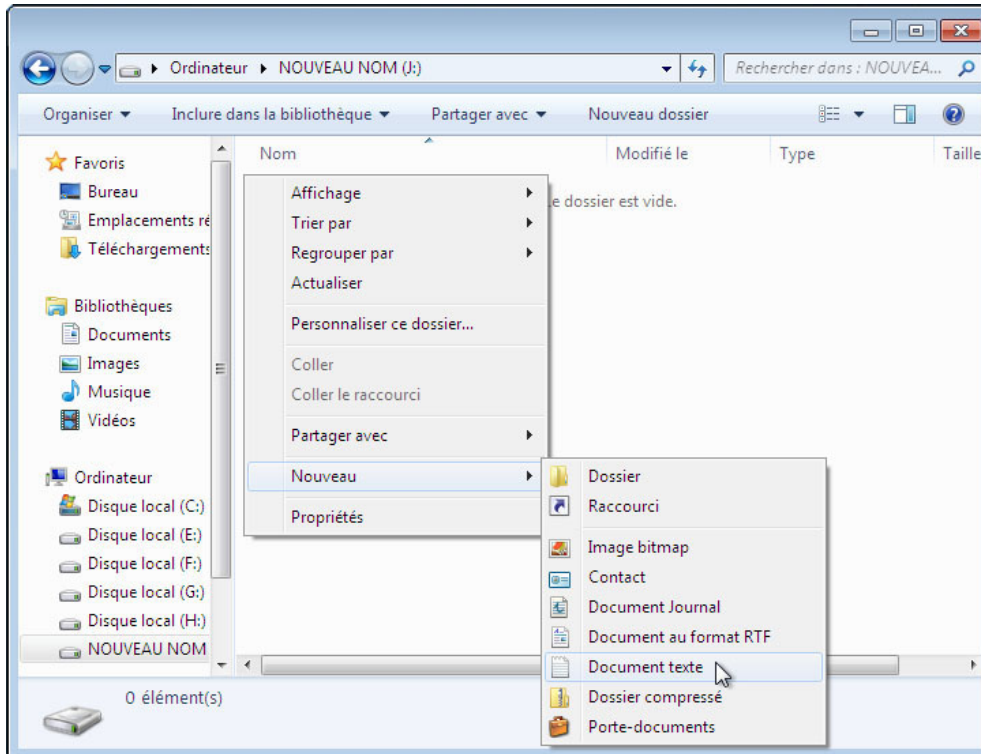 Ordinateur ▸ NOUVEAU NOM (J:)
Rechercher dans : NOUVEA...
Organiser
Inclure dans la bibliothèque
Partager avec
Nouveau dossier
Favoris
Bureau
Emplacements ré
Téléchargements
Bibliothèques
Documents
Images
Musique
Vidéos
Ordinateur
Disque local (C:)
Disque local (E:)
Disque local (F:)
Disque local (G:)
Disque local (H:)
NOUVEAU NOM
Nom
Modifié le
Type
Taille
e dossier est vide.
Affichage
Trier par
Regrouper par
Actualiser
Personnaliser ce dossier...
Coller
Coller le raccourci
Partager avec
Nouveau
Propriétés
Dossier
Raccourci
Image bitmap
Contact
Document Journal
Document au format RTF
Document texte
Dossier compressé
Porte-documents
0 élément(s)